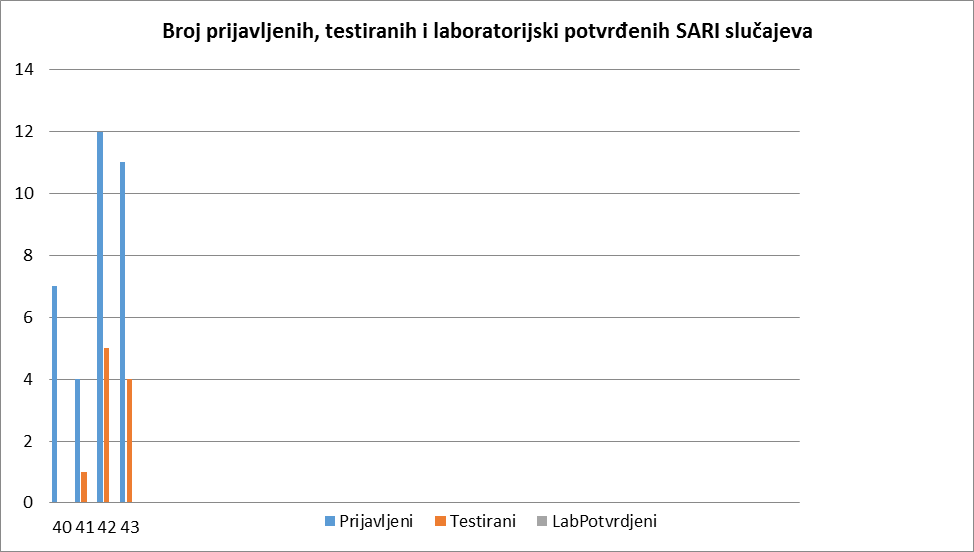 Broj prijavljenih, testiranih i laboratorijski potvrđenih SARI slučajeva
14
12
10
8
6
4
2
0
40 41 42 43
Prijavljeni Testirani LabPotvrdjeni